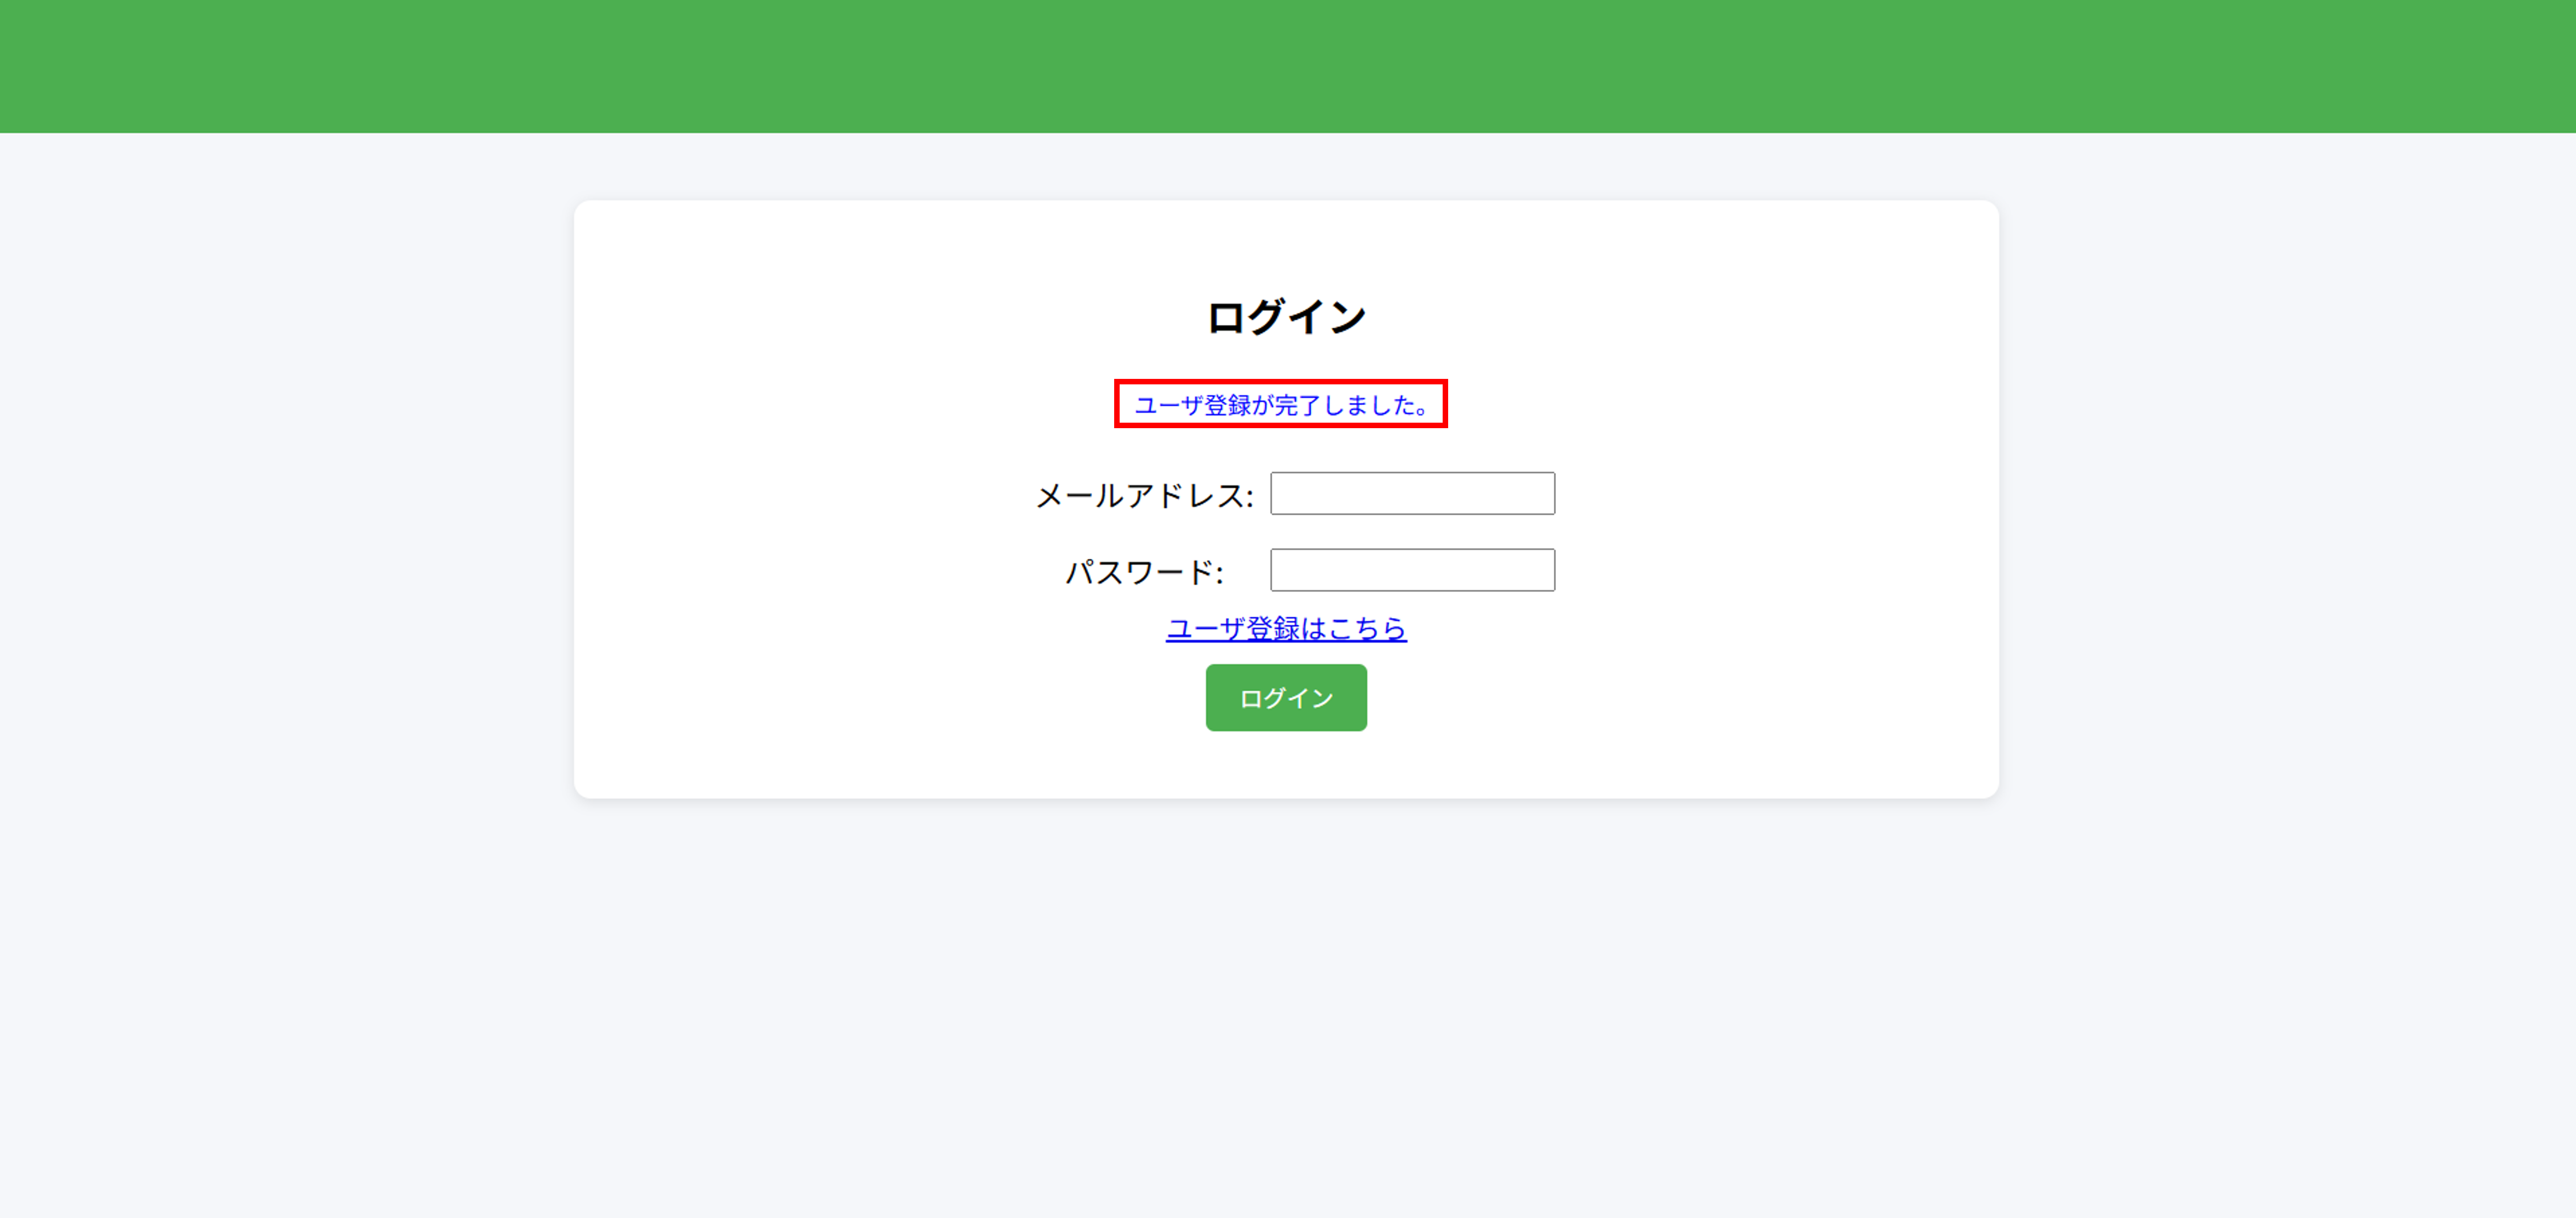 ログイン
ユーザ登録が完了しました。
メールアドレス:
パスワード:
ユーザ登録はこちら
ログイン